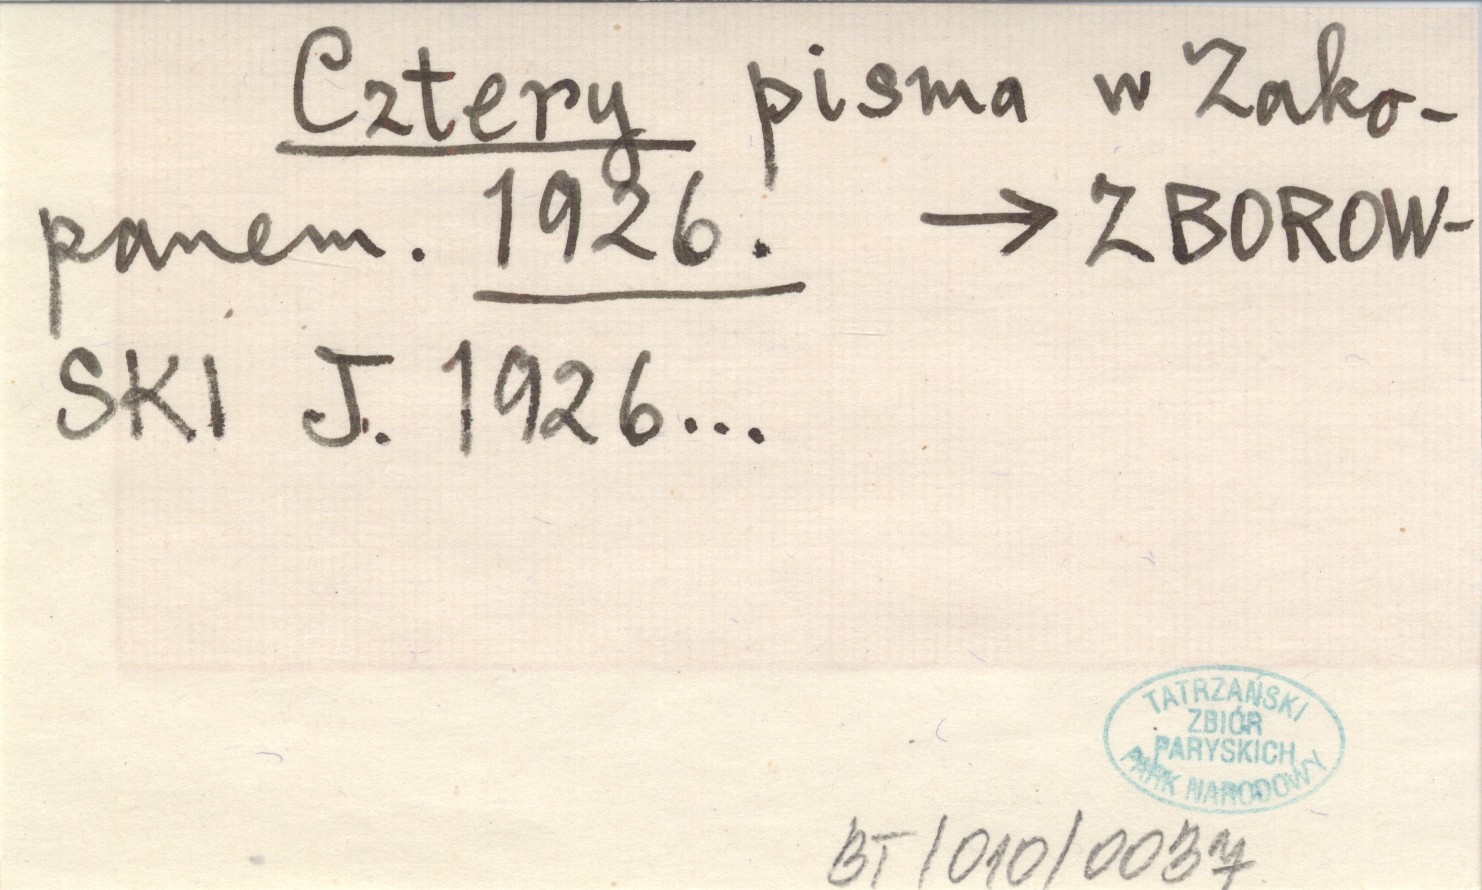 Cztery pisma w Zako-
panem. 1926. → ZBOROW-
SKI J. 1926...
TATRZAŃSKI
ZBIÓR
PARYSKICH
PARK NARODOWY
BT/010/0037